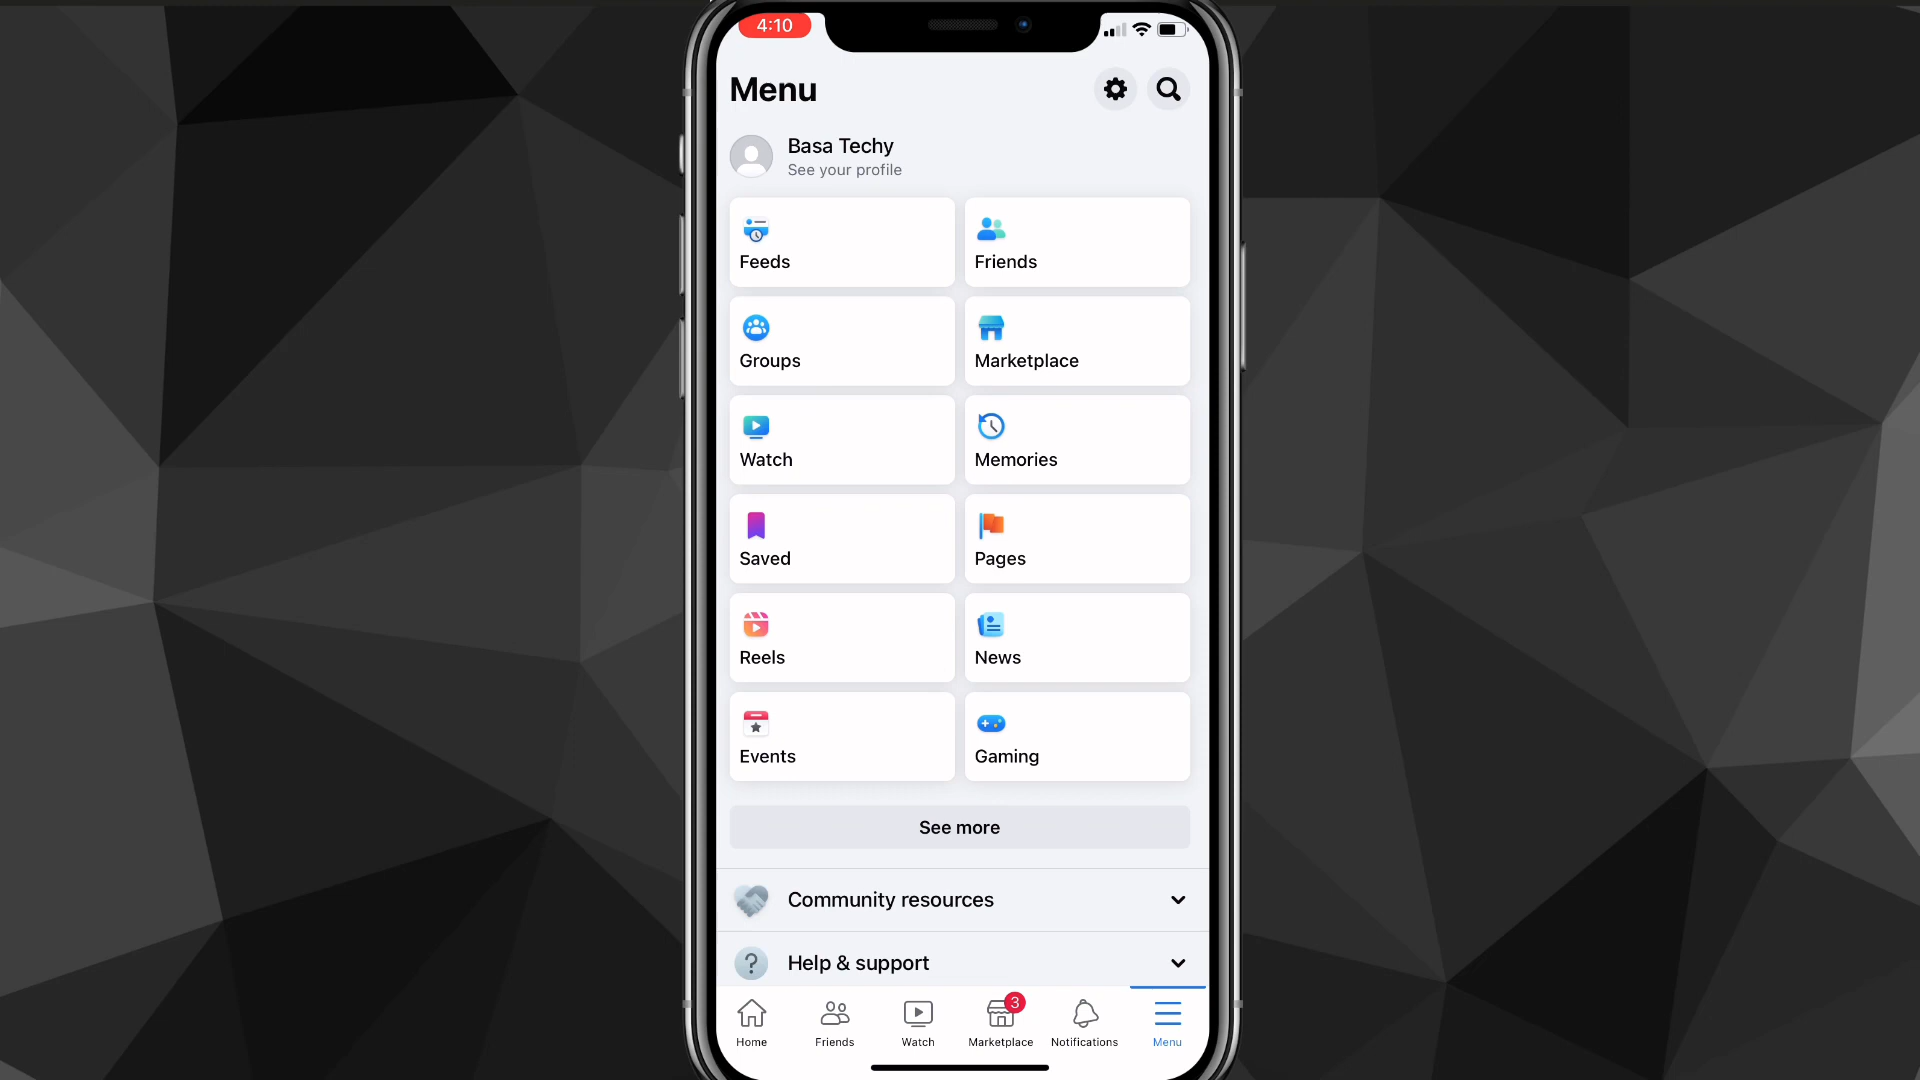 4:10
Menu
Basa Techy
See your profile
Feeds
Friends
Groups
Marketplace
Watch
Memories
Saved
Pages
Reels
News
Events
Gaming
See more
Community resources
Help & support
3
Home
Friends
Watch
Marketplace
Notifications
Menu